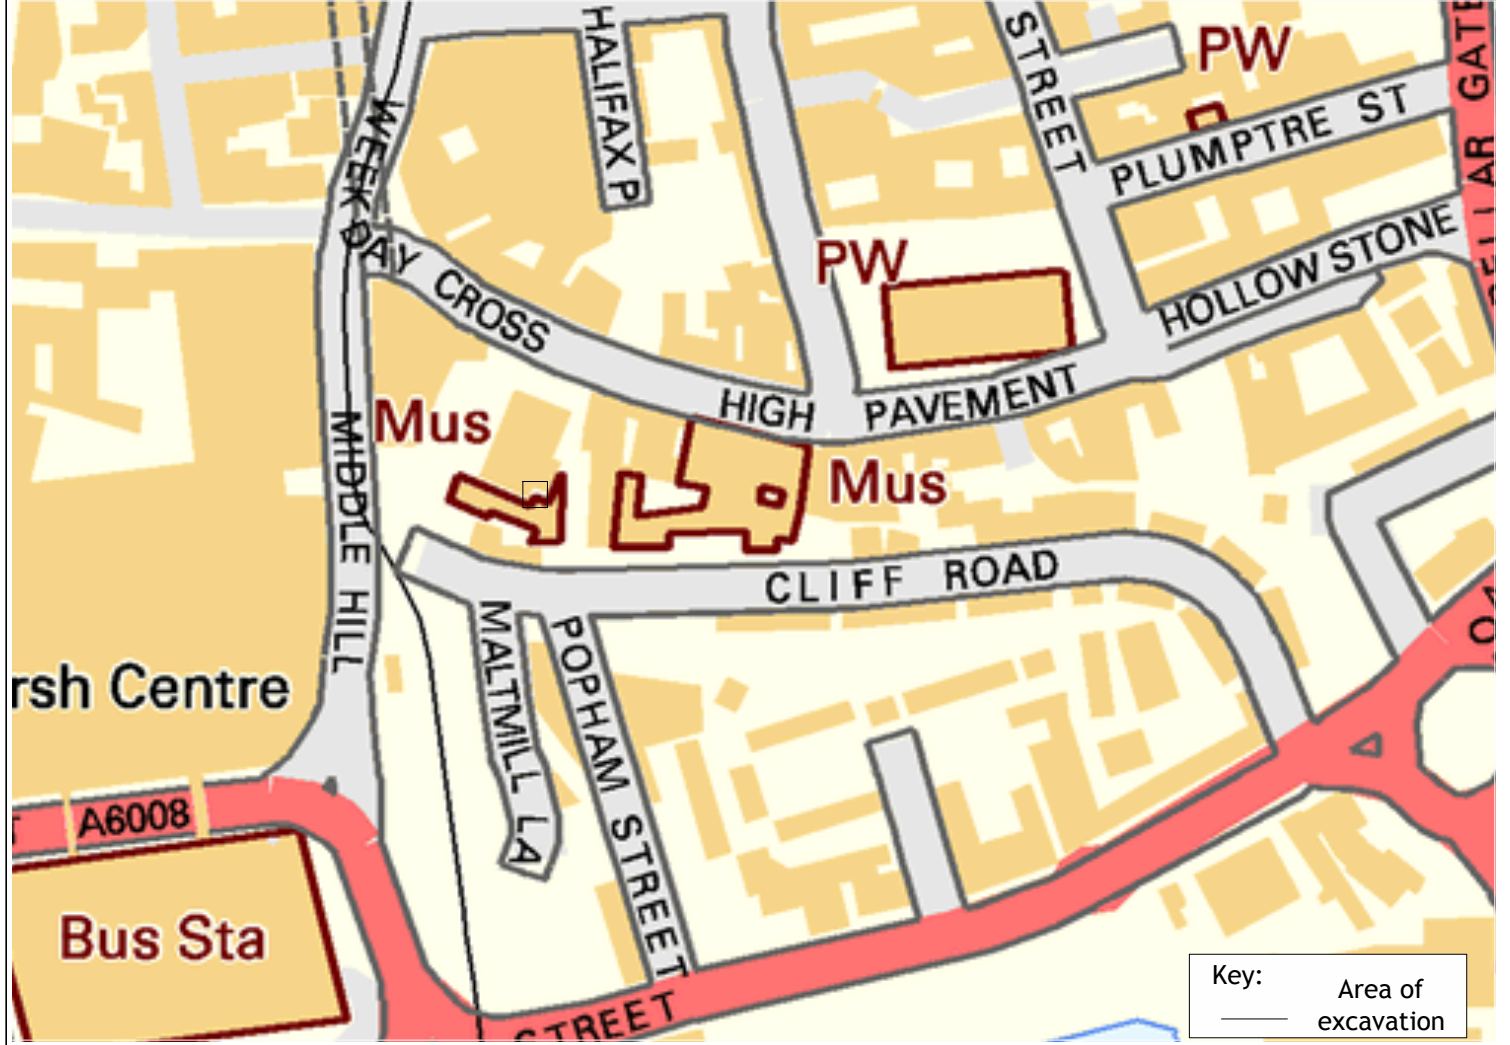 HALIFAX P
STREET
PW
PLUMPTRE ST
WEEK-DAY CROSS
PW
HOLLOW STONE
HIGH PAVEMENT
Mus
Mus
MIDDLE HILL
CLIFF ROAD
MALTMILL LA
POPHAM STREET
rsh Centre
A6008
Bus Sta
STREET
Key:
Area of
excavation